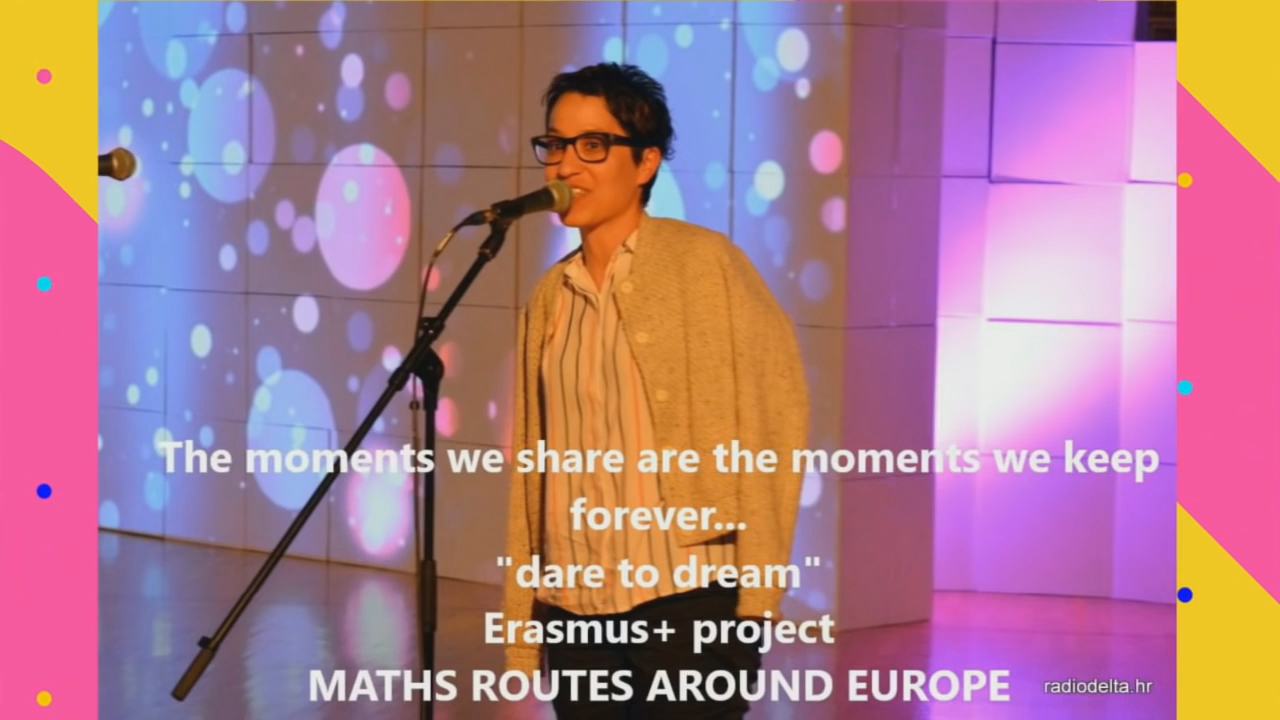 The moments we share are the moments we keep
forever...
"dare to dream"
Erasmus+ project
MATHS ROUTES AROUND EUROPE
radiodelta.hr